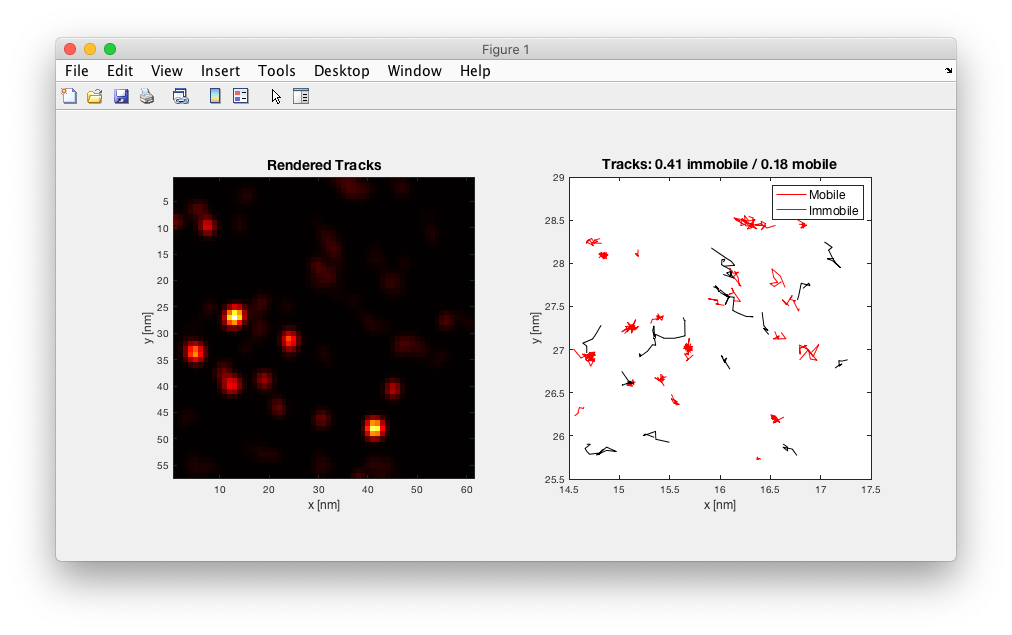 Figure 1
File Edit View Insert Tools Desktop Window Help
Rendered Tracks
5
10
15
20
25
30
35
40
45
50
55
y [nm]
10 20 30 40 50 60
x [nm]
Tracks: 0.41 immobile / 0.18 mobile
Mobile
Immobile
29
28.5
28
27.5
27
26.5
26
25.5
y [nm]
14.5 15 15.5 16 16.5 17 17.5
x [nm]